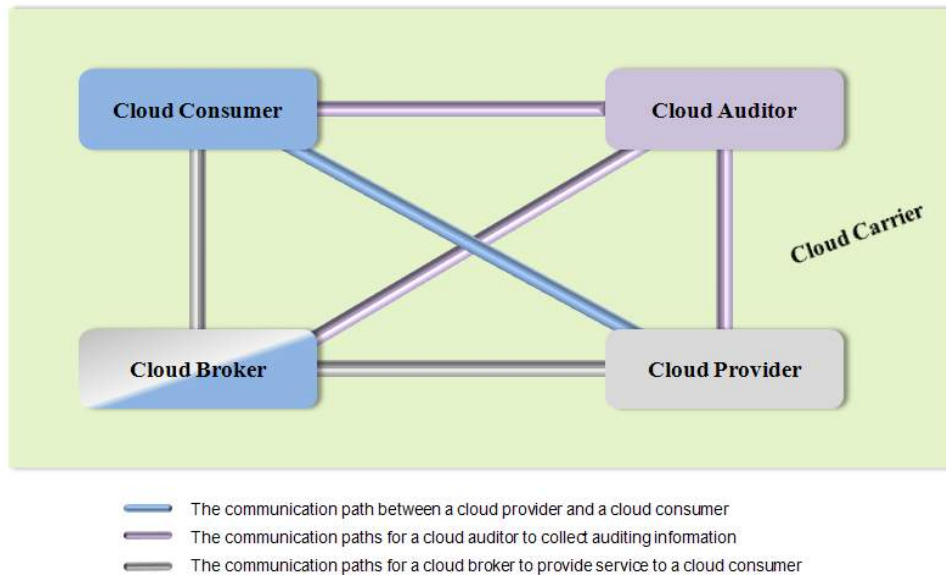 Cloud Consumer
Cloud Auditor
Cloud Carrier
Cloud Broker
Cloud Provider
The communication path between a cloud provider and a cloud consumer
The communication paths for a cloud auditor to collect auditing information
The communication paths for a cloud broker to provide service to a cloud consumer